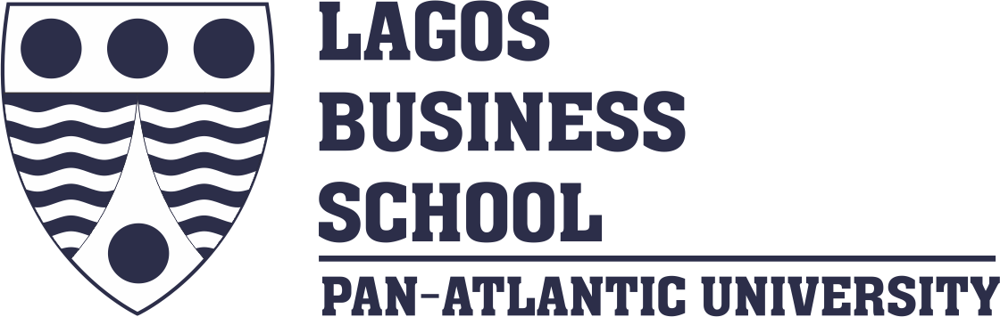 LAGOS
BUSINESS
SCHOOL
PAN-ATLANTIC UNIVERSITY